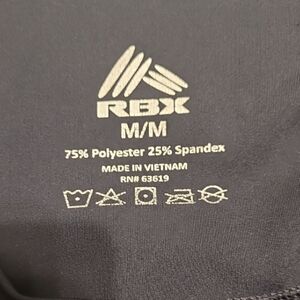 RBX
M/M
75% Polyester 25% Spandex
MADE IN VIETNAM
RN# 63619